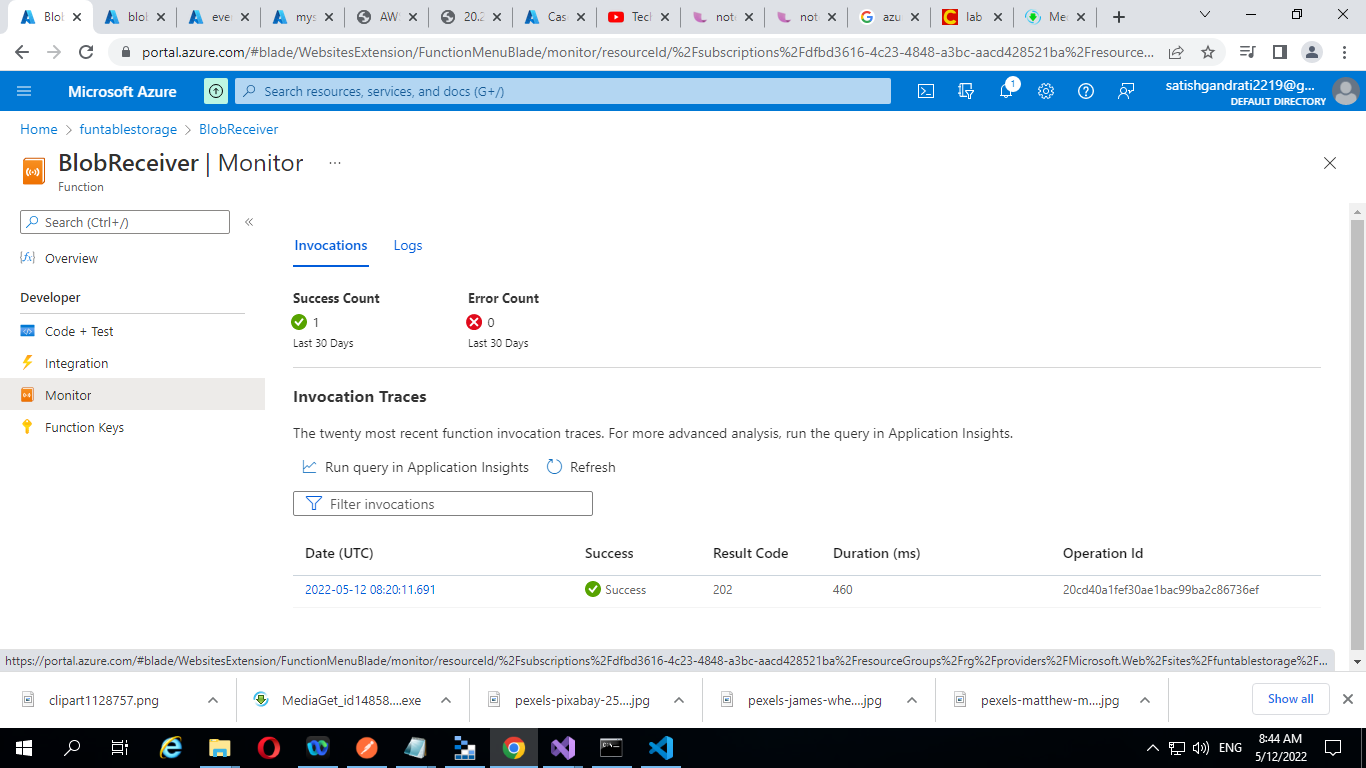 Blob
blob
ever
mys
AWS
20.2
Case
Tech
note
note
azu
lab
Med
portal.azure.com/#blade/WebsitesExtension/FunctionMenuBlade/monitor/resourceId/%2Fsubscriptions%2Fdfbd3616-4c23-4848-a3bc-aacd428521ba%2Fresource...
Microsoft Azure
Search resources, services, and docs (G+/)
1
satishgandrati2219@g...
DEFAULT DIRECTORY
Home > funtablestorage > BlobReceiver
BlobReceiver | Monitor ...
Function
Search (Ctrl+/)
«
Overview
Developer
Code + Test
Integration
Monitor
Function Keys
Invocations Logs
Success Count Error Count
1 0
Last 30 Days Last 30 Days
Invocation Traces
The twenty most recent function invocation traces. For more advanced analysis, run the query in Application Insights.
Run query in Application Insights Refresh
Filter invocations
Date (UTC) Success Result Code Duration (ms) Operation Id
2022-05-12 08:20:11.691 Success 202 460 20cd40a1fef30ae1bac99ba2c86736ef
https://portal.azure.com/#blade/WebsitesExtension/FunctionMenuBlade/monitor/resourceId/%2Fsubscriptions%2Fdfbd3616-4c23-4848-a3bc-aacd428521ba%2FresourceGroups%2Frg%2Fproviders%2FMicrosoft.Web%2Fsites%2Ffuntablestorage%2F...
clipart1128757.png MediaGet_id14858....exe pexels-pixabay-25....jpg pexels-james-whe....jpg pexels-matthew-m....jpg Show all
ENG
8:44 AM
5/12/2022